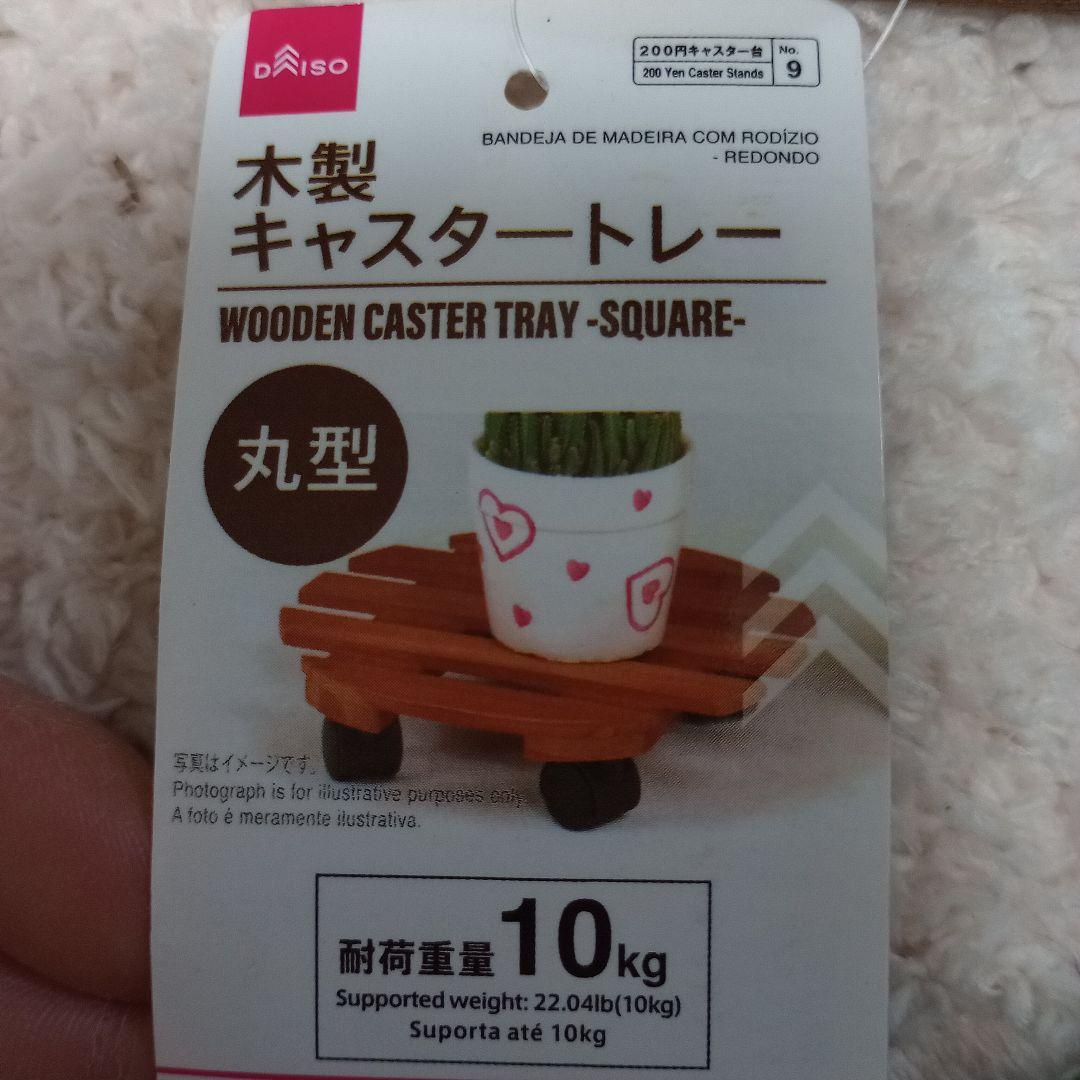 DAISO
200円キャスター台
200 Yen Caster Stands
No.
9
BANDEJA DE MADEIRA COM RODÍZIO
- REDONDO
木製
キャスタートレー
WOODEN CASTER TRAY -SQUARE-
丸型
写真はイメージです。
Photograph is for illustrative purposes only.
A foto é meramente ilustrativa.
耐荷重量10kg
Supported weight: 22.04lb(10kg)
Suporta até 10kg